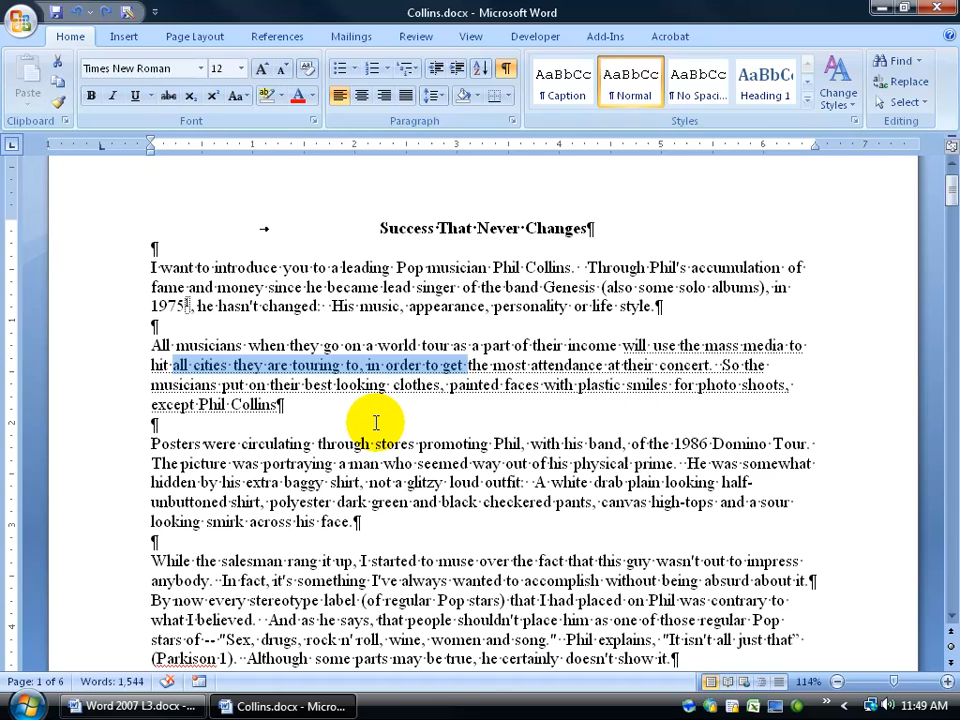 Collins.docx - Microsoft Word
Home Insert Page Layout References Mailings Review View Developer Add-Ins Acrobat
Times New Roman 12
Paste
B I U abc x₂ x² Aa A
AaBbCc AaBbCc AaBbCc AaBbC
¶ Caption ¶ Normal ¶ No Spaci... Heading 1
Change Styles
Find
Replace
Select
Clipboard Font Paragraph Styles Editing
1 1 2 3 4 5 6 7
Success That Never Changes¶
¶
I want to introduce you to a leading Pop musician Phil Collins. Through Phil's accumulation of
fame and money since he became lead singer of the band Genesis (also some solo albums), in
1975, he hasn't changed: His music, appearance, personality or life style.¶
¶
All musicians when they go on a world tour as a part of their income will use the mass media to
hit all cities they are touring to, in order to get the most attendance at their concert. So the
musicians put on their best looking clothes, painted faces with plastic smiles for photo shoots,
except Phil Collins¶
¶
Posters were circulating through stores promoting Phil, with his band, of the 1986 Domino Tour.
The picture was portraying a man who seemed way out of his physical prime. He was somewhat
hidden by his extra baggy shirt, not a glitzy loud outfit: A white drab plain looking half-
unbuttoned shirt, polyester dark green and black checkered pants, canvas high-tops and a sour
looking smirk across his face.¶
¶
While the salesman rang it up, I started to muse over the fact that this guy wasn't out to impress
anybody. In fact, it's something I've always wanted to accomplish without being absurd about it.¶
By now every stereotype label (of regular Pop stars) that I had placed on Phil was contrary to
what I believed. And as he says, that people shouldn't place him as one of those regular Pop
stars of -- "Sex, drugs, rock n' roll, wine, women and song." Phil explains, "It isn't all just that"
(Parkison 1). Although some parts may be true, he certainly doesn't show it.¶
Page: 1 of 6 Words: 1,544 114%
Word 2007 L3.docx -... Collins.docx - Micros... 11:49 AM